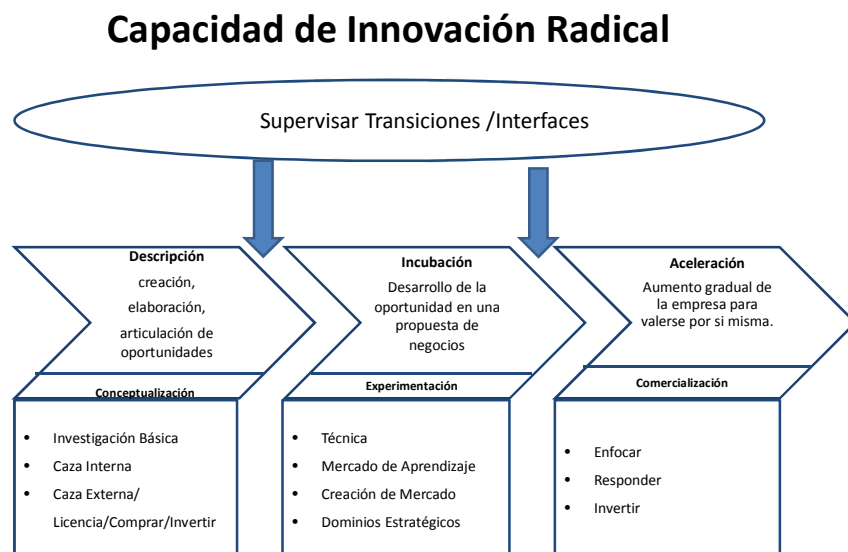 Capacidad de Innovación Radical
Supervisar Transiciones /Interfaces
Descripción
creación,
elaboración,
articulación de
oportunidades
Conceptualización
• Investigación Básica
• Caza Interna
• Caza Externa/
Licencia/Comprar/Invertir
Incubación
Desarrollo de la
oportunidad en una
propuesta de
negocios
Experimentación
• Técnica
• Mercado de Aprendizaje
• Creación de Mercado
• Dominios Estratégicos
Aceleración
Aumento gradual de
la empresa para
valerse por si misma.
Comercialización
• Enfocar
• Responder
• Invertir